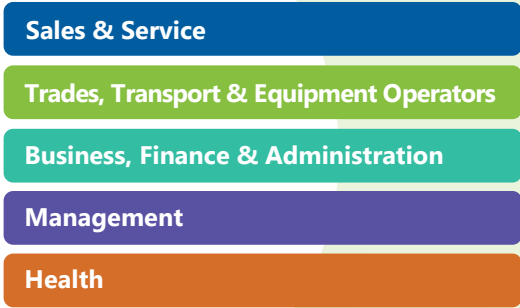 Sales & Service
Trades, Transport & Equipment Operators
Business, Finance & Administration
Management
Health